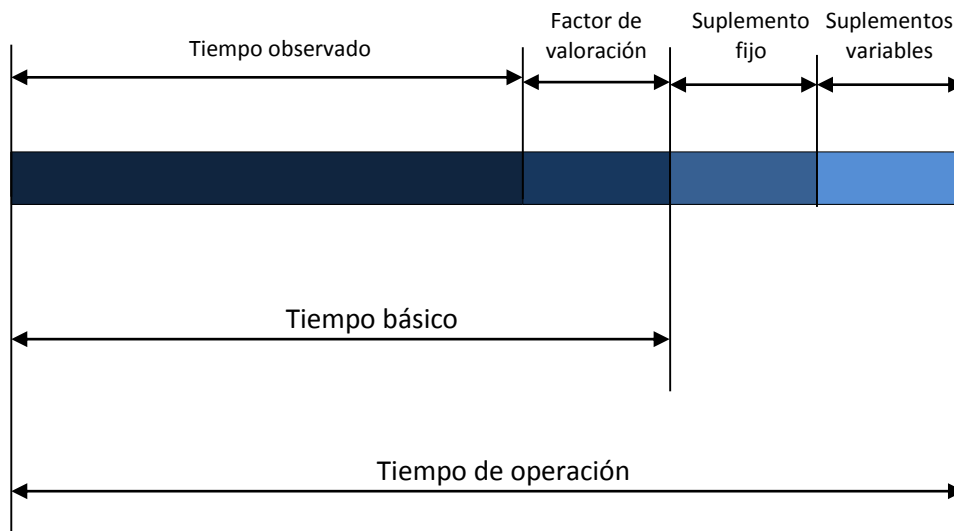 Tiempo observado
Factor de
valoración
Suplemento
fijo
Suplementos
variables
Tiempo básico
Tiempo de operación